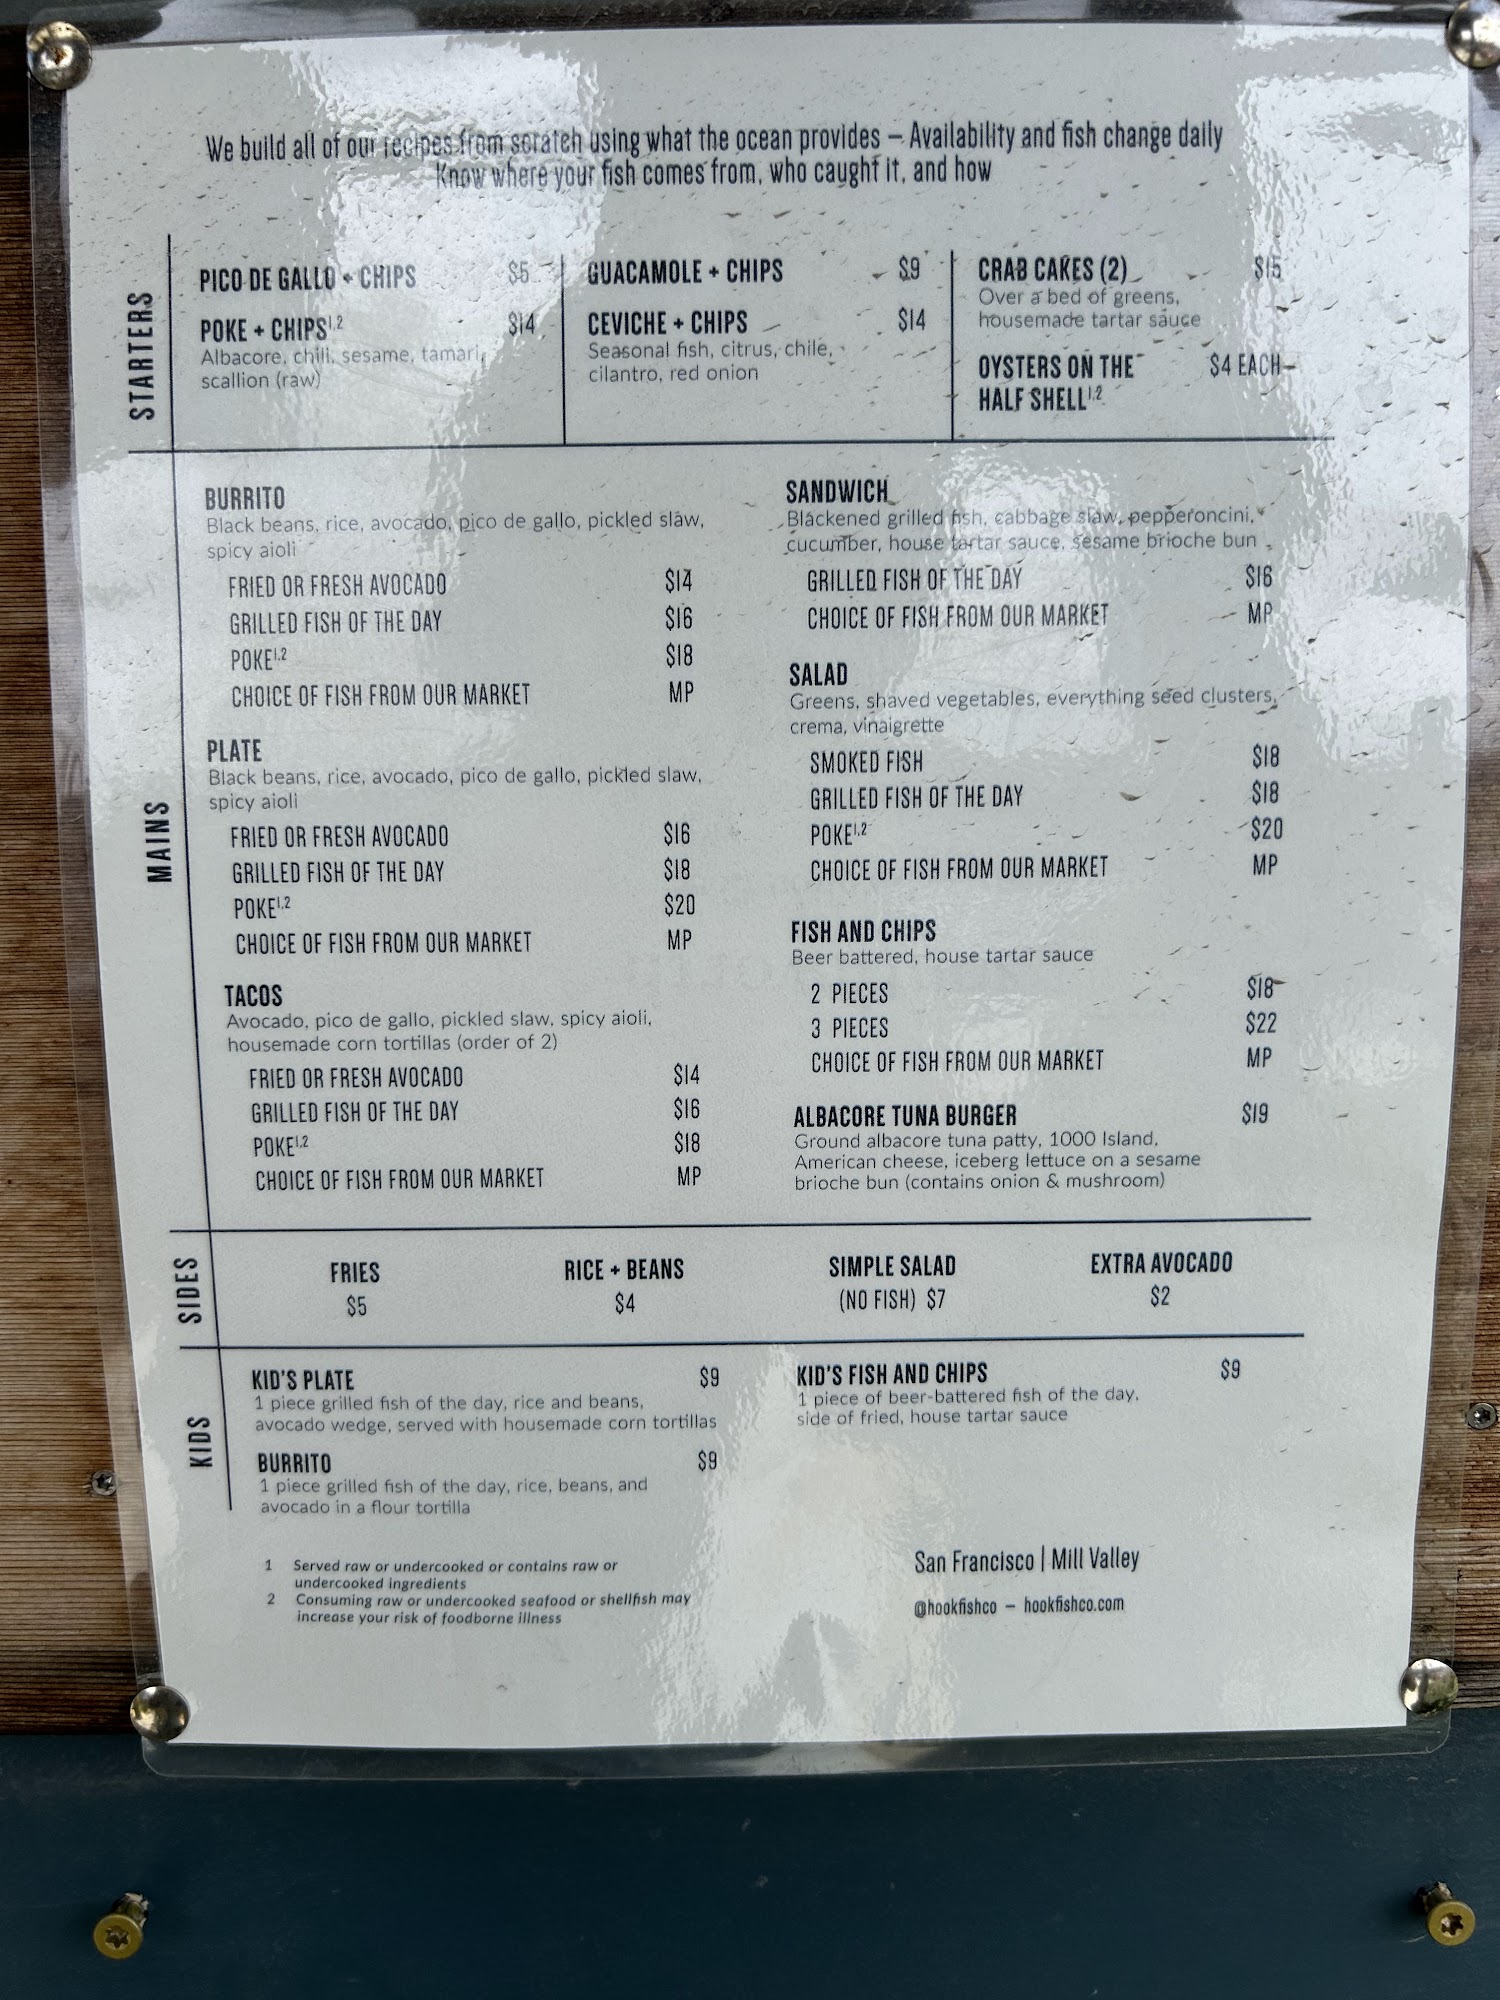 We build all of our recipes from scratch using what the ocean provides – Availability and fish change daily
Know where your fish comes from, who caught it, and how
STARTERS
PICO DE GALLO + CHIPS $5
POKE + CHIPS1,2 $14
Albacore, chili, sesame, tamari,
scallion (raw)
GUACAMOLE + CHIPS $9
CEVICHE + CHIPS $14
Seasonal fish, citrus, chile,
cilantro, red onion
CRAB CAKES (2) $15
Over a bed of greens,
housemade tartar sauce
OYSTERS ON THE $4 EACH
HALF SHELL1,2
MAINS
BURRITO
Black beans, rice, avocado, pico de gallo, pickled slaw,
spicy aioli
FRIED OR FRESH AVOCADO $14
GRILLED FISH OF THE DAY $16
POKE1,2 $18
CHOICE OF FISH FROM OUR MARKET MP
PLATE
Black beans, rice, avocado, pico de gallo, pickled slaw,
spicy aioli
FRIED OR FRESH AVOCADO $16
GRILLED FISH OF THE DAY $18
POKE1,2 $20
CHOICE OF FISH FROM OUR MARKET MP
TACOS
Avocado, pico de gallo, pickled slaw, spicy aioli,
housemade corn tortillas (order of 2)
FRIED OR FRESH AVOCADO $14
GRILLED FISH OF THE DAY $16
POKE1,2 $18
CHOICE OF FISH FROM OUR MARKET MP
SANDWICH
Blackened grilled fish, cabbage slaw, pepperoncini,
cucumber, house tartar sauce, sesame brioche bun
GRILLED FISH OF THE DAY $16
CHOICE OF FISH FROM OUR MARKET MP
SALAD
Greens, shaved vegetables, everything seed clusters,
crema, vinaigrette
SMOKED FISH $18
GRILLED FISH OF THE DAY $18
POKE1,2 $20
CHOICE OF FISH FROM OUR MARKET MP
FISH AND CHIPS
Beer battered, house tartar sauce
2 PIECES $18
3 PIECES $22
CHOICE OF FISH FROM OUR MARKET MP
ALBACORE TUNA BURGER $19
Ground albacore tuna patty, 1000 Island,
American cheese, iceberg lettuce on a sesame
brioche bun (contains onion & mushroom)
SIDES
FRIES
$5
RICE + BEANS
$4
SIMPLE SALAD
(NO FISH) $7
EXTRA AVOCADO
$2
KIDS
KID'S PLATE $9
1 piece grilled fish of the day, rice and beans,
avocado wedge, served with housemade corn tortillas
BURRITO $9
1 piece grilled fish of the day, rice, beans, and
avocado in a flour tortilla
KID'S FISH AND CHIPS $9
1 piece of beer-battered fish of the day,
side of fried, house tartar sauce
1 Served raw or undercooked or contains raw or
undercooked ingredients
2 Consuming raw or undercooked seafood or shellfish may
increase your risk of foodborne illness
San Francisco | Mill Valley
@hookfishco – hookfishco.com